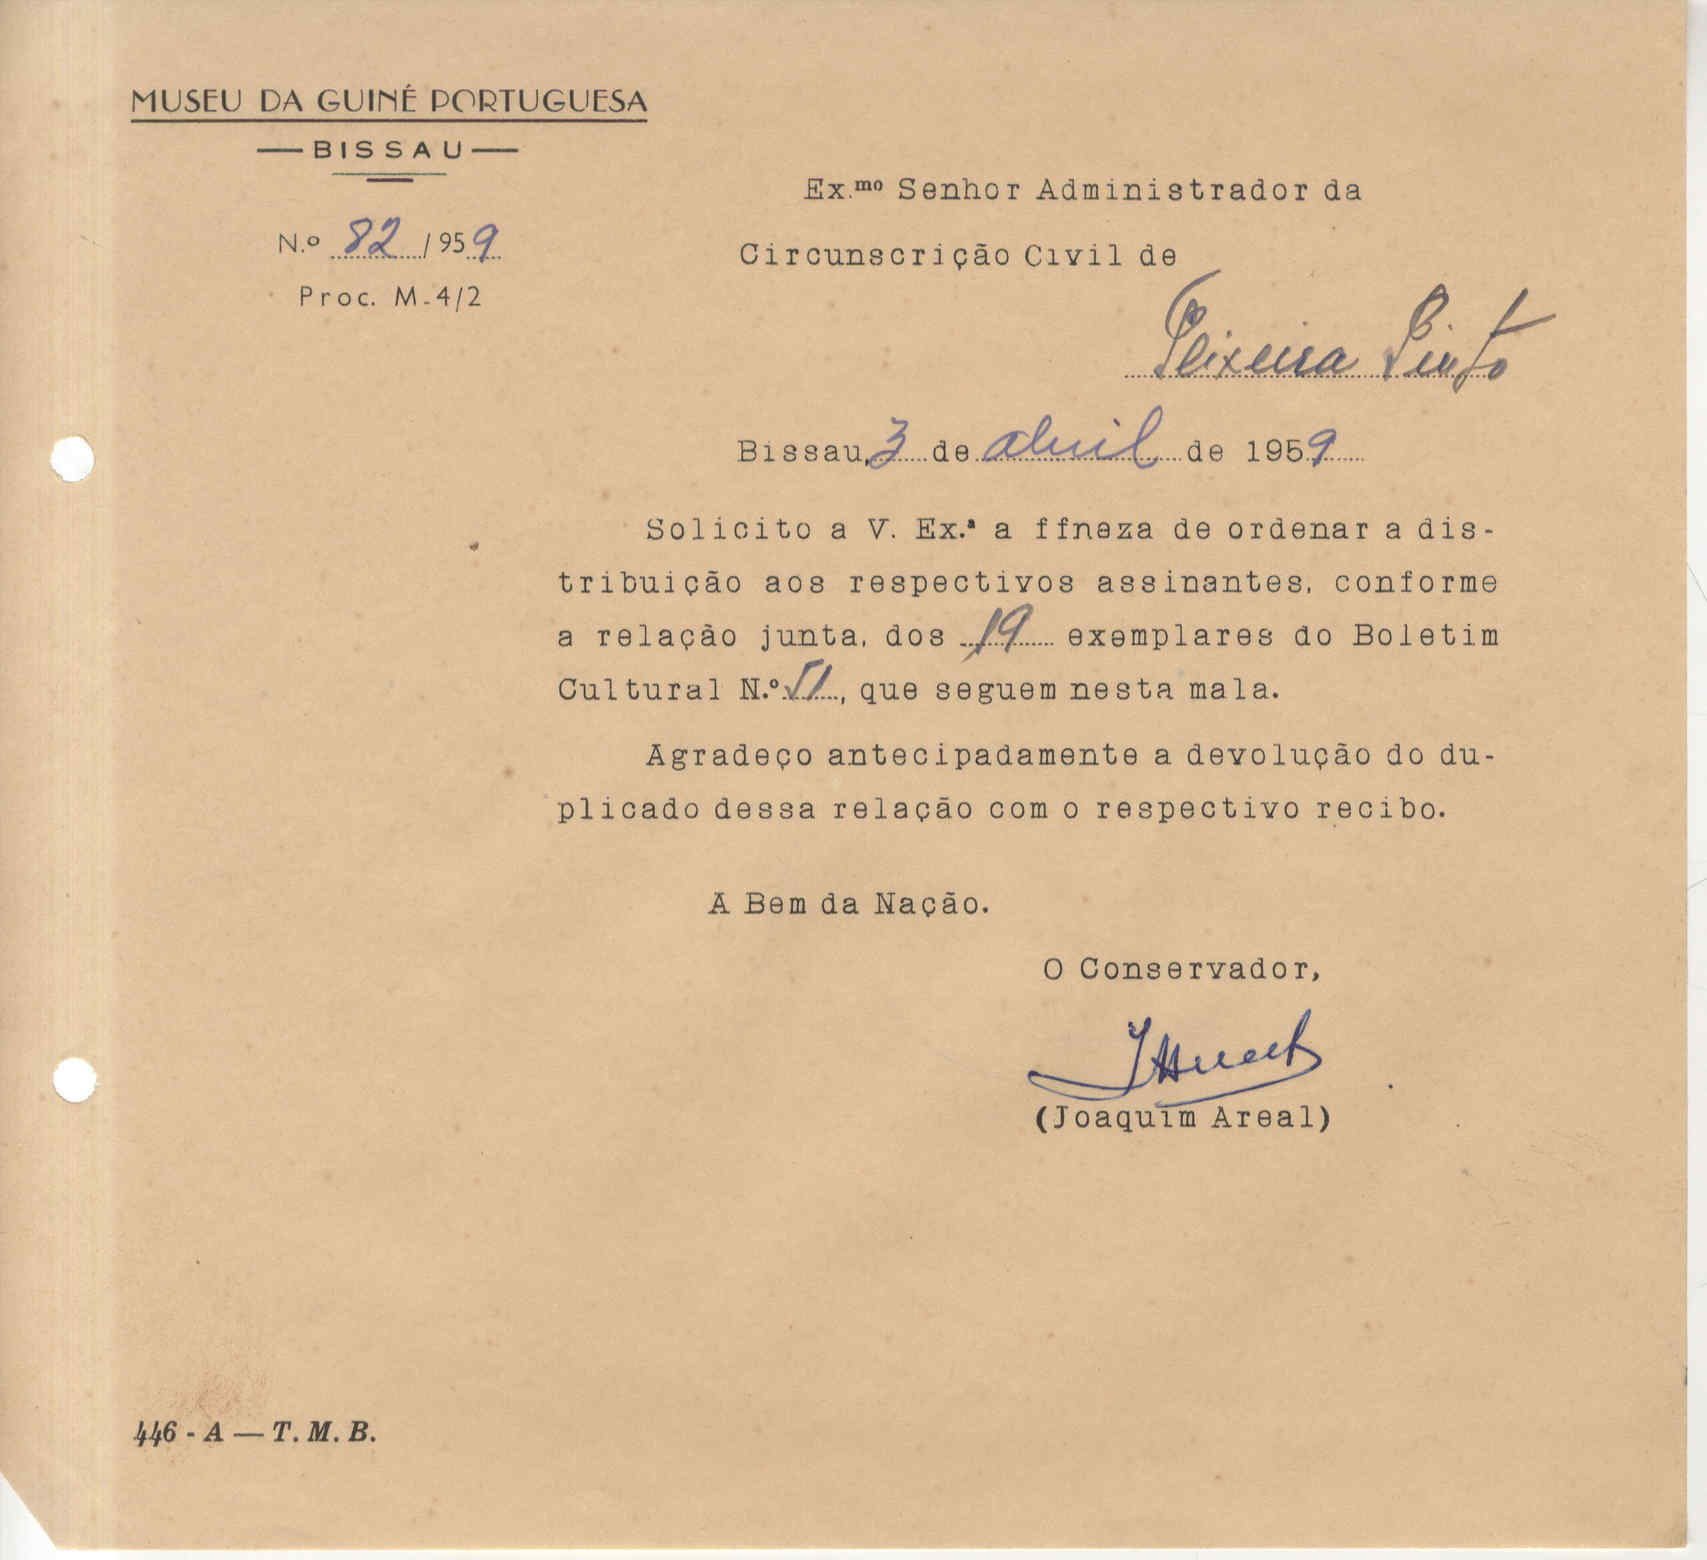 MUSEU DA GUINÉ PORTUGUESA
— BISSAU —
N.º 82 / 959
Proc. M-4/2
Ex.mo Senhor Administrador da
Circunscrição Civil de
Teixeira Pinto
Bissau, 3 de abril de 1959
Solicito a V. Ex.ª a ffneza de ordenar a dis-
tribuição aos respectivos assinantes, conforme
a relação junta, dos 19 exemplares do Boletim
Cultural N.º 51, que seguem nesta mala.
Agradeço antecipadamente a devolução do du-
plicado dessa relação com o respectivo recibo.
A Bem da Nação.
O Conservador,
(Joaquim Areal)
446 - A — T. M. B.